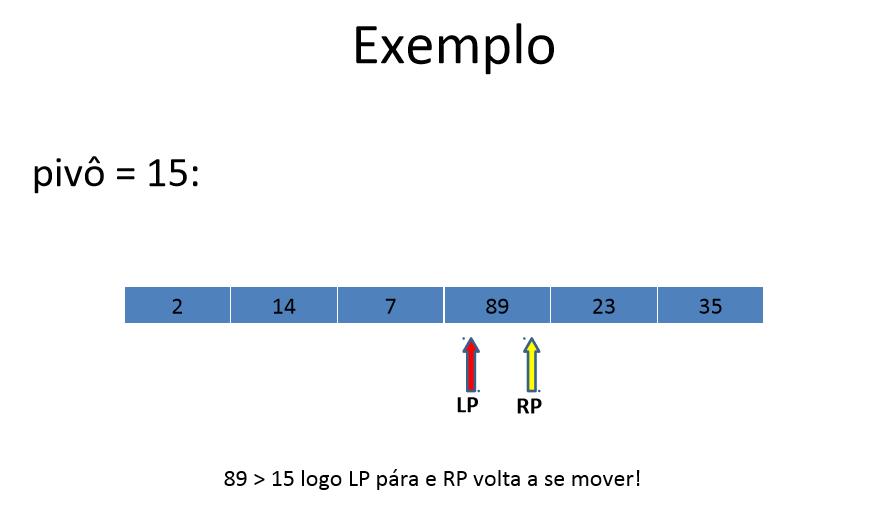 Exemplo
pivô = 15:
2 14 7 89 23 35
LP RP
89 > 15 logo LP pára e RP volta a se mover!